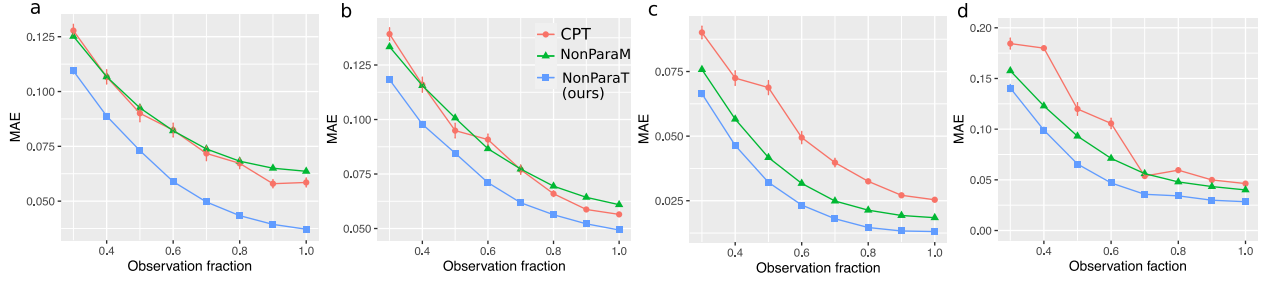 a
0.125
0.100
0.075
0.050
MAE
0.4 0.6 0.8 1.0
Observation fraction
b
0.125
0.100
0.075
0.050
MAE
CPT
NonParaM
NonParaT
(ours)
0.4 0.6 0.8 1.0
Observation fraction
c
0.075
0.050
0.025
MAE
0.4 0.6 0.8 1.0
Observation fraction
d
0.20
0.15
0.10
0.05
0.00
MAE
0.4 0.6 0.8 1.0
Observation faction